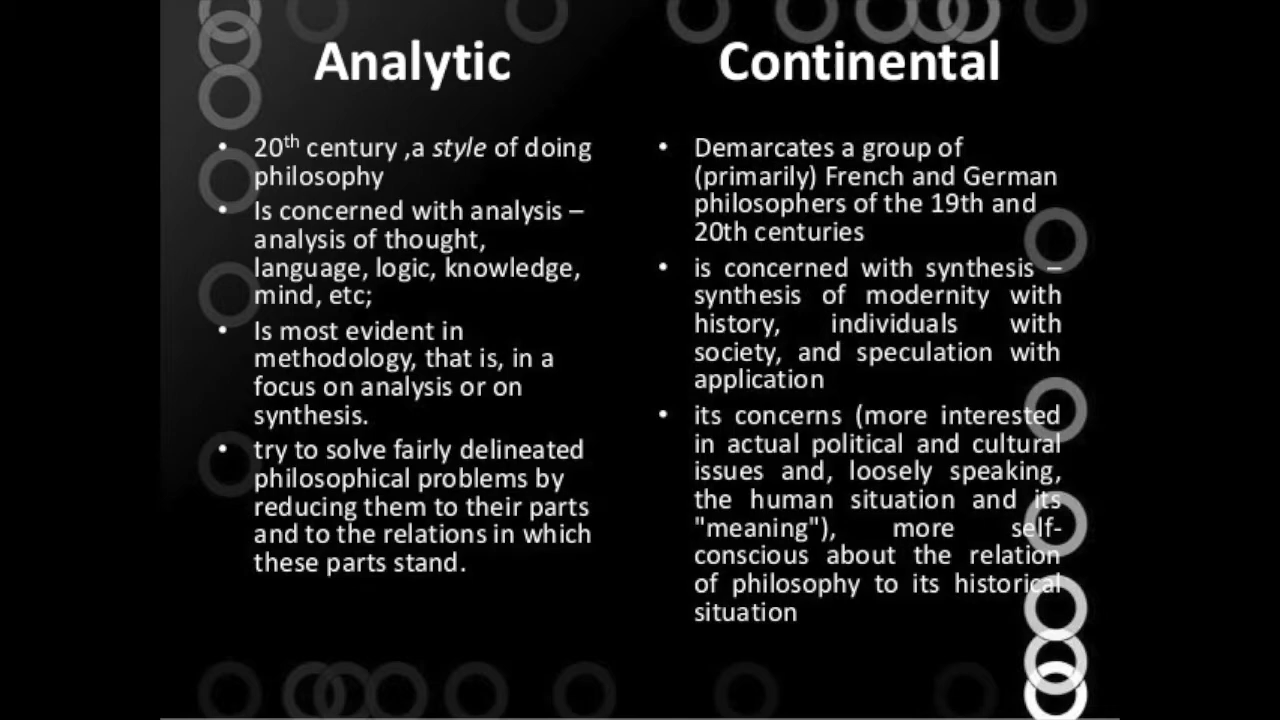 Analytic
20th century ,a style of doing
philosophy
Is concerned with analysis –
analysis of thought,
language, logic, knowledge,
mind, etc;
Is most evident in
methodology, that is, in a
focus on analysis or on
synthesis.
try to solve fairly delineated
philosophical problems by
reducing them to their parts
and to the relations in which
these parts stand.
Continental
Demarcates a group of
(primarily) French and German
philosophers of the 19th and
20th centuries
is concerned with synthesis –
synthesis of modernity with
history, individuals with
society, and speculation with
application
its concerns (more interested
in actual political and cultural
issues and, loosely speaking,
the human situation and its
"meaning"), more self-
conscious about the relation
of philosophy to its historical
situation